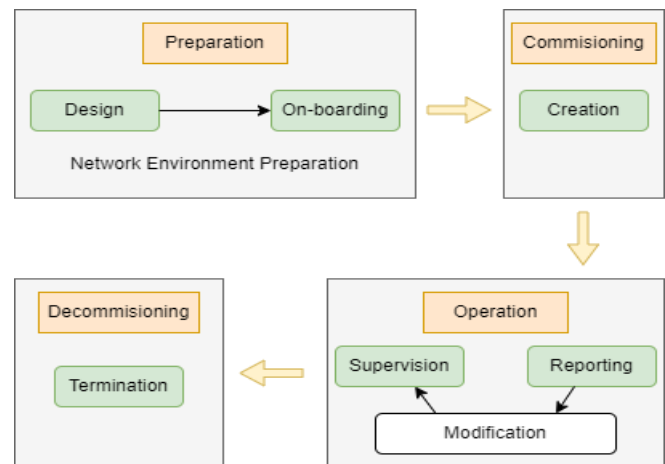 Preparation
Design
On-boarding
Network Environment Preparation
Commisioning
Creation
Decommisioning
Termination
Operation
Supervision
Reporting
Modification